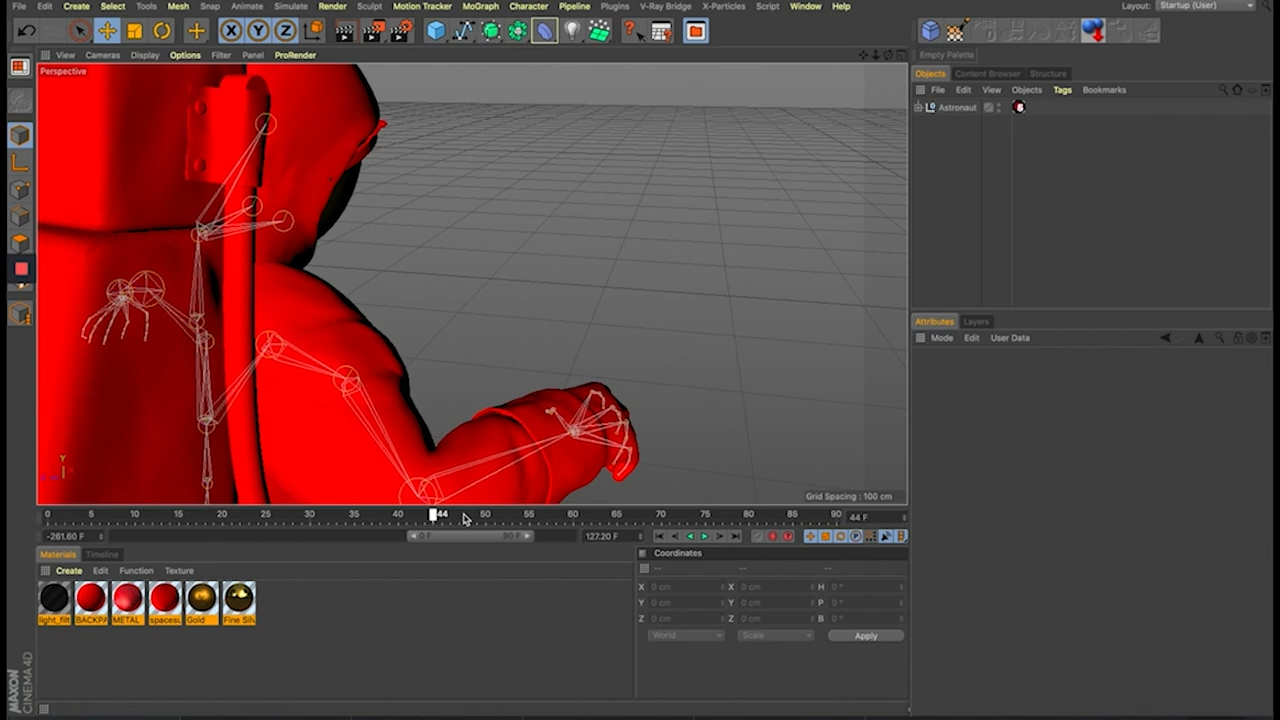 File Edit Create Select Tools Mesh Snap Animate Simulate Render Sculpt Motion Tracker MoGraph Character Pipeline Plugins V-Ray Bridge X-Particles Script Window Help Layout: Startup (User)
X Y Z
Empty Palette
View Cameras Display Options Filter Panel ProRender
Objects Content Browser Structure
Perspective
File Edit View Objects Tags Bookmarks
Astronaut
Attributes Layers
Mode Edit User Data
Y
Grid Spacing : 100 cm
0 5 10 15 20 25 30 35 40 44 50 55 60 65 70 75 80 85 90 44 F
-261.60 F 0 F 90 F 127.20 F
Materials Timeline
Coordinates
Create Edit Function Texture
-- -- --
X 0 cm X 0 cm H 0 °
Y 0 cm Y 0 cm P 0 °
Z 0 cm Z 0 cm B 0 °
light_filt BACKPA METAL spacesu Gold Fine Silv
World Scale Apply
MAXON
CINEMA 4D